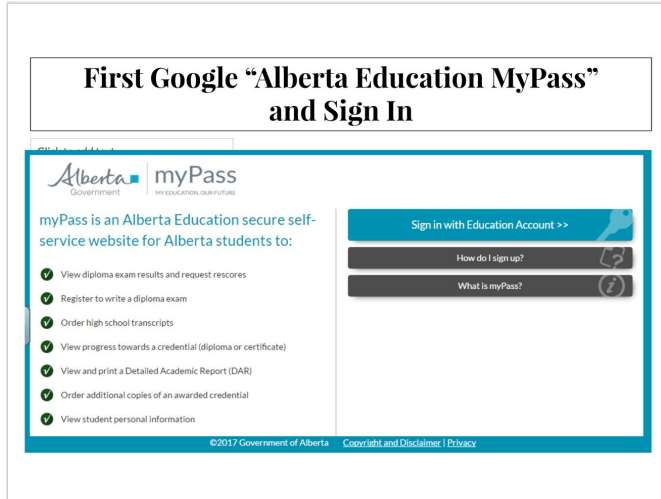 First Google “Alberta Education MyPass”
and Sign In
Click to add text
Alberta
Government
myPass
MY EDUCATION, OUR FUTURE
myPass is an Alberta Education secure self-
service website for Alberta students to:
View diploma exam results and request rescores
Register to write a diploma exam
Order high school transcripts
View progress towards a credential (diploma or certificate)
View and print a Detailed Academic Report (DAR)
Order additional copies of an awarded credential
View student personal information
Sign in with Education Account >>
How do I sign up?
What is myPass?
©2017 Government of Alberta Copyright and Disclaimer | Privacy